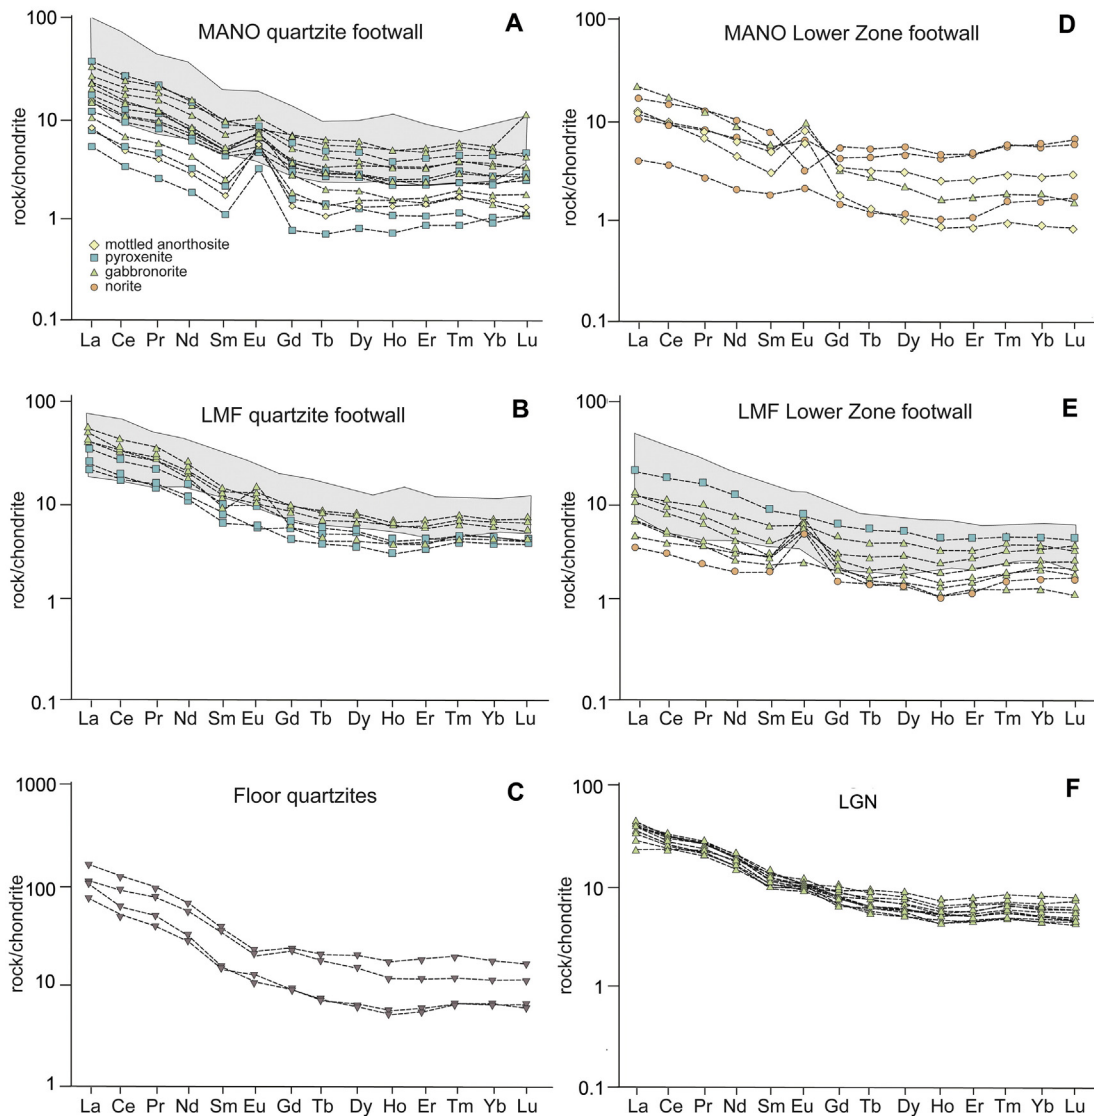 MANO quartzite footwall
A
rock/chondrite
100
10
1
0.1
mottled anorthosite
pyroxenite
gabbronorite
norite
La Ce Pr Nd Sm Eu Gd Tb Dy Ho Er Tm Yb Lu
MANO Lower Zone footwall
D
rock/chondrite
100
10
1
0.1
La Ce Pr Nd Sm Eu Gd Tb Dy Ho Er Tm Yb Lu
LMF quartzite footwall
B
rock/chondrite
100
10
1
0.1
La Ce Pr Nd Sm Eu Gd Tb Dy Ho Er Tm Yb Lu
LMF Lower Zone footwall
E
rock/chondrite
100
10
1
0.1
La Ce Pr Nd Sm Eu Gd Tb Dy Ho Er Tm Yb Lu
Floor quartzites
C
rock/chondrite
1000
100
10
1
La Ce Pr Nd Sm Eu Gd Tb Dy Ho Er Tm Yb Lu
LGN
F
rock/chondrite
100
10
1
0.1
La Ce Pr Nd Sm Eu Gd Tb Dy Ho Er Tm Yb Lu